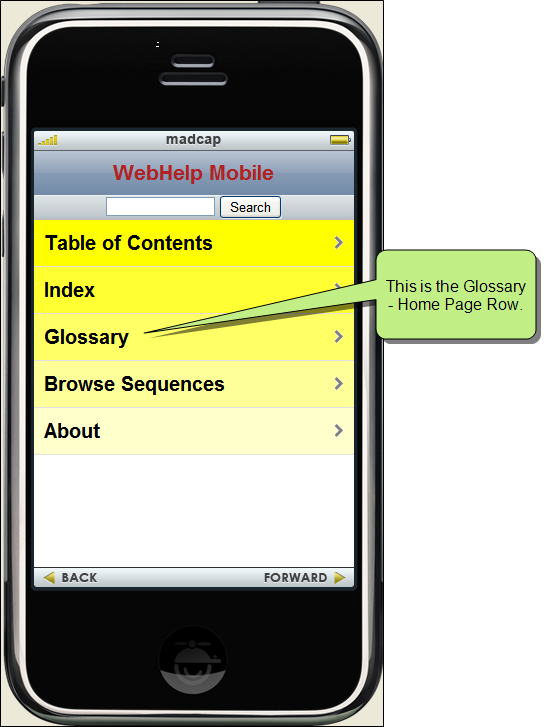 madcap
WebHelp Mobile
Search
Table of Contents
Index
Glossary
Browse Sequences
About
This is the Glossary
- Home Page Row.
BACK
FORWARD